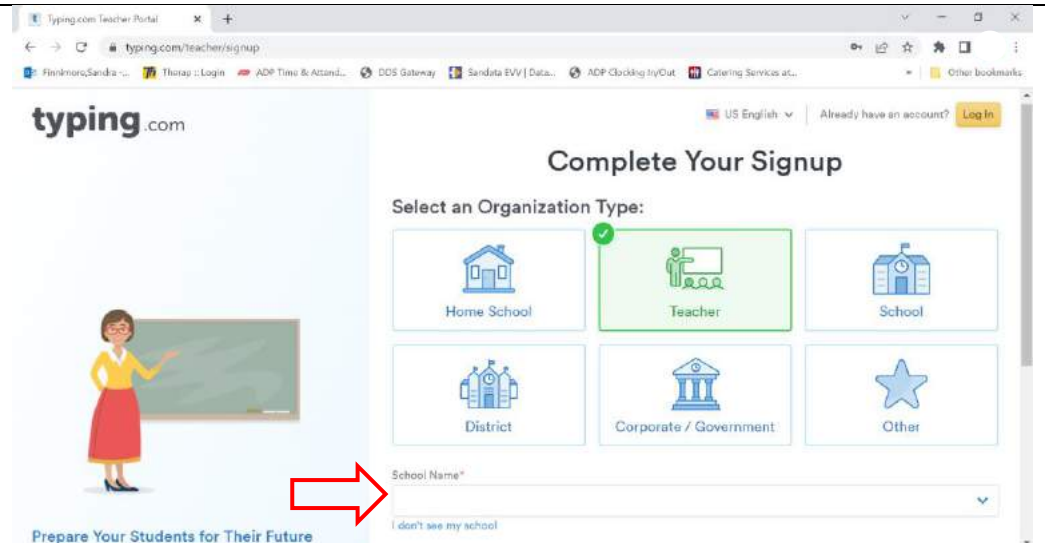 Typing.com Teacher Portal
typing.com/teacher/signup
Finnimore,Sandra -... Therap :: Login ADP Time & Attend... DDS Gateway Sandata EVV | Data... ADP Clocking In/Out Catering Services at... Other bookmarks
typing.com
US English Already have an account? Log In
Complete Your Signup
Select an Organization Type:
Home School Teacher School
District Corporate / Government Other
School Name*
I don't see my school
Prepare Your Students for Their Future